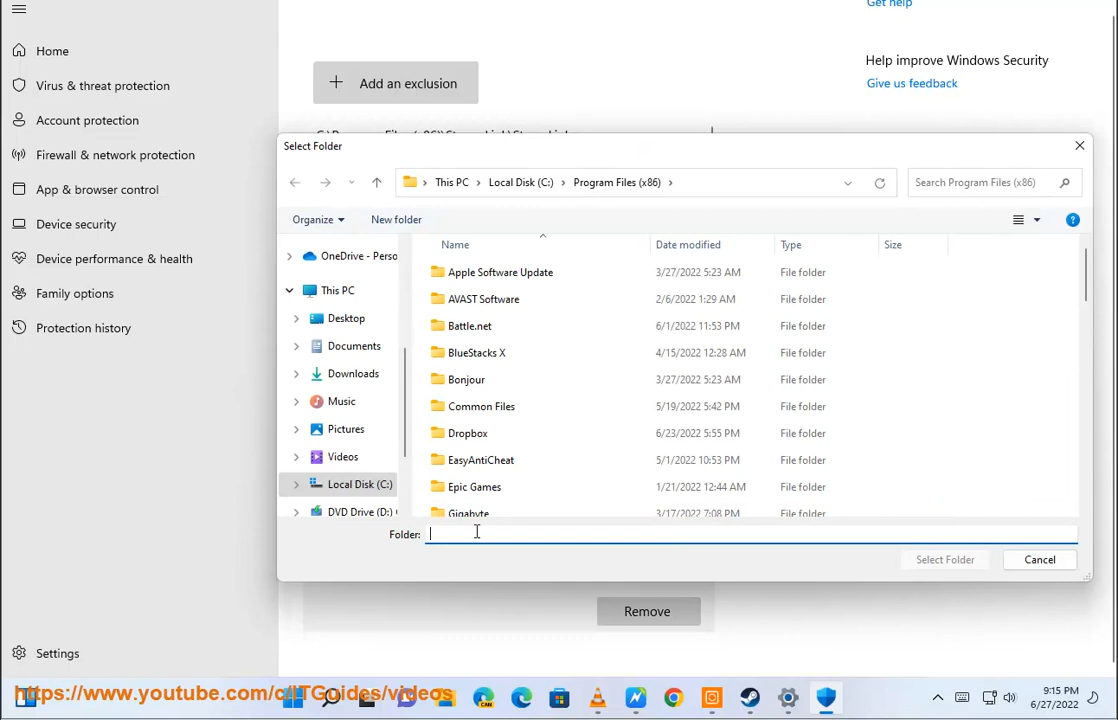 Get help
Home
Help improve Windows Security
Virus & threat protection
+ Add an exclusion
Give us feedback
Account protection
Select Folder
Firewall & network protection
This PC > Local Disk (C:) > Program Files (x86) >
Search Program Files (x86)
App & browser control
Organize
New folder
Device security
Name
Date modified
Type
Size
OneDrive - Perso
Device performance & health
Apple Software Update 3/27/2022 5:23 AM File folder
This PC
Family options
AVAST Software 2/6/2022 1:29 AM File folder
Desktop
Protection history
Battle.net 6/1/2022 11:53 PM File folder
Documents
BlueStacks X 4/15/2022 12:28 AM File folder
Downloads
Bonjour 3/27/2022 5:23 AM File folder
Music
Common Files 5/19/2022 5:42 PM File folder
Pictures
Dropbox 6/23/2022 5:55 PM File folder
Videos
EasyAntiCheat 5/1/2022 10:53 PM File folder
Local Disk (C:)
Epic Games 1/21/2022 12:44 AM File folder
DVD Drive (D:)
Gigabyte 3/17/2022 7:08 PM File folder
Folder:
Select Folder
Cancel
Remove
Settings
https://www.youtube.com/c/ITGuides/videos
CAN
9:15 PM
6/27/2022